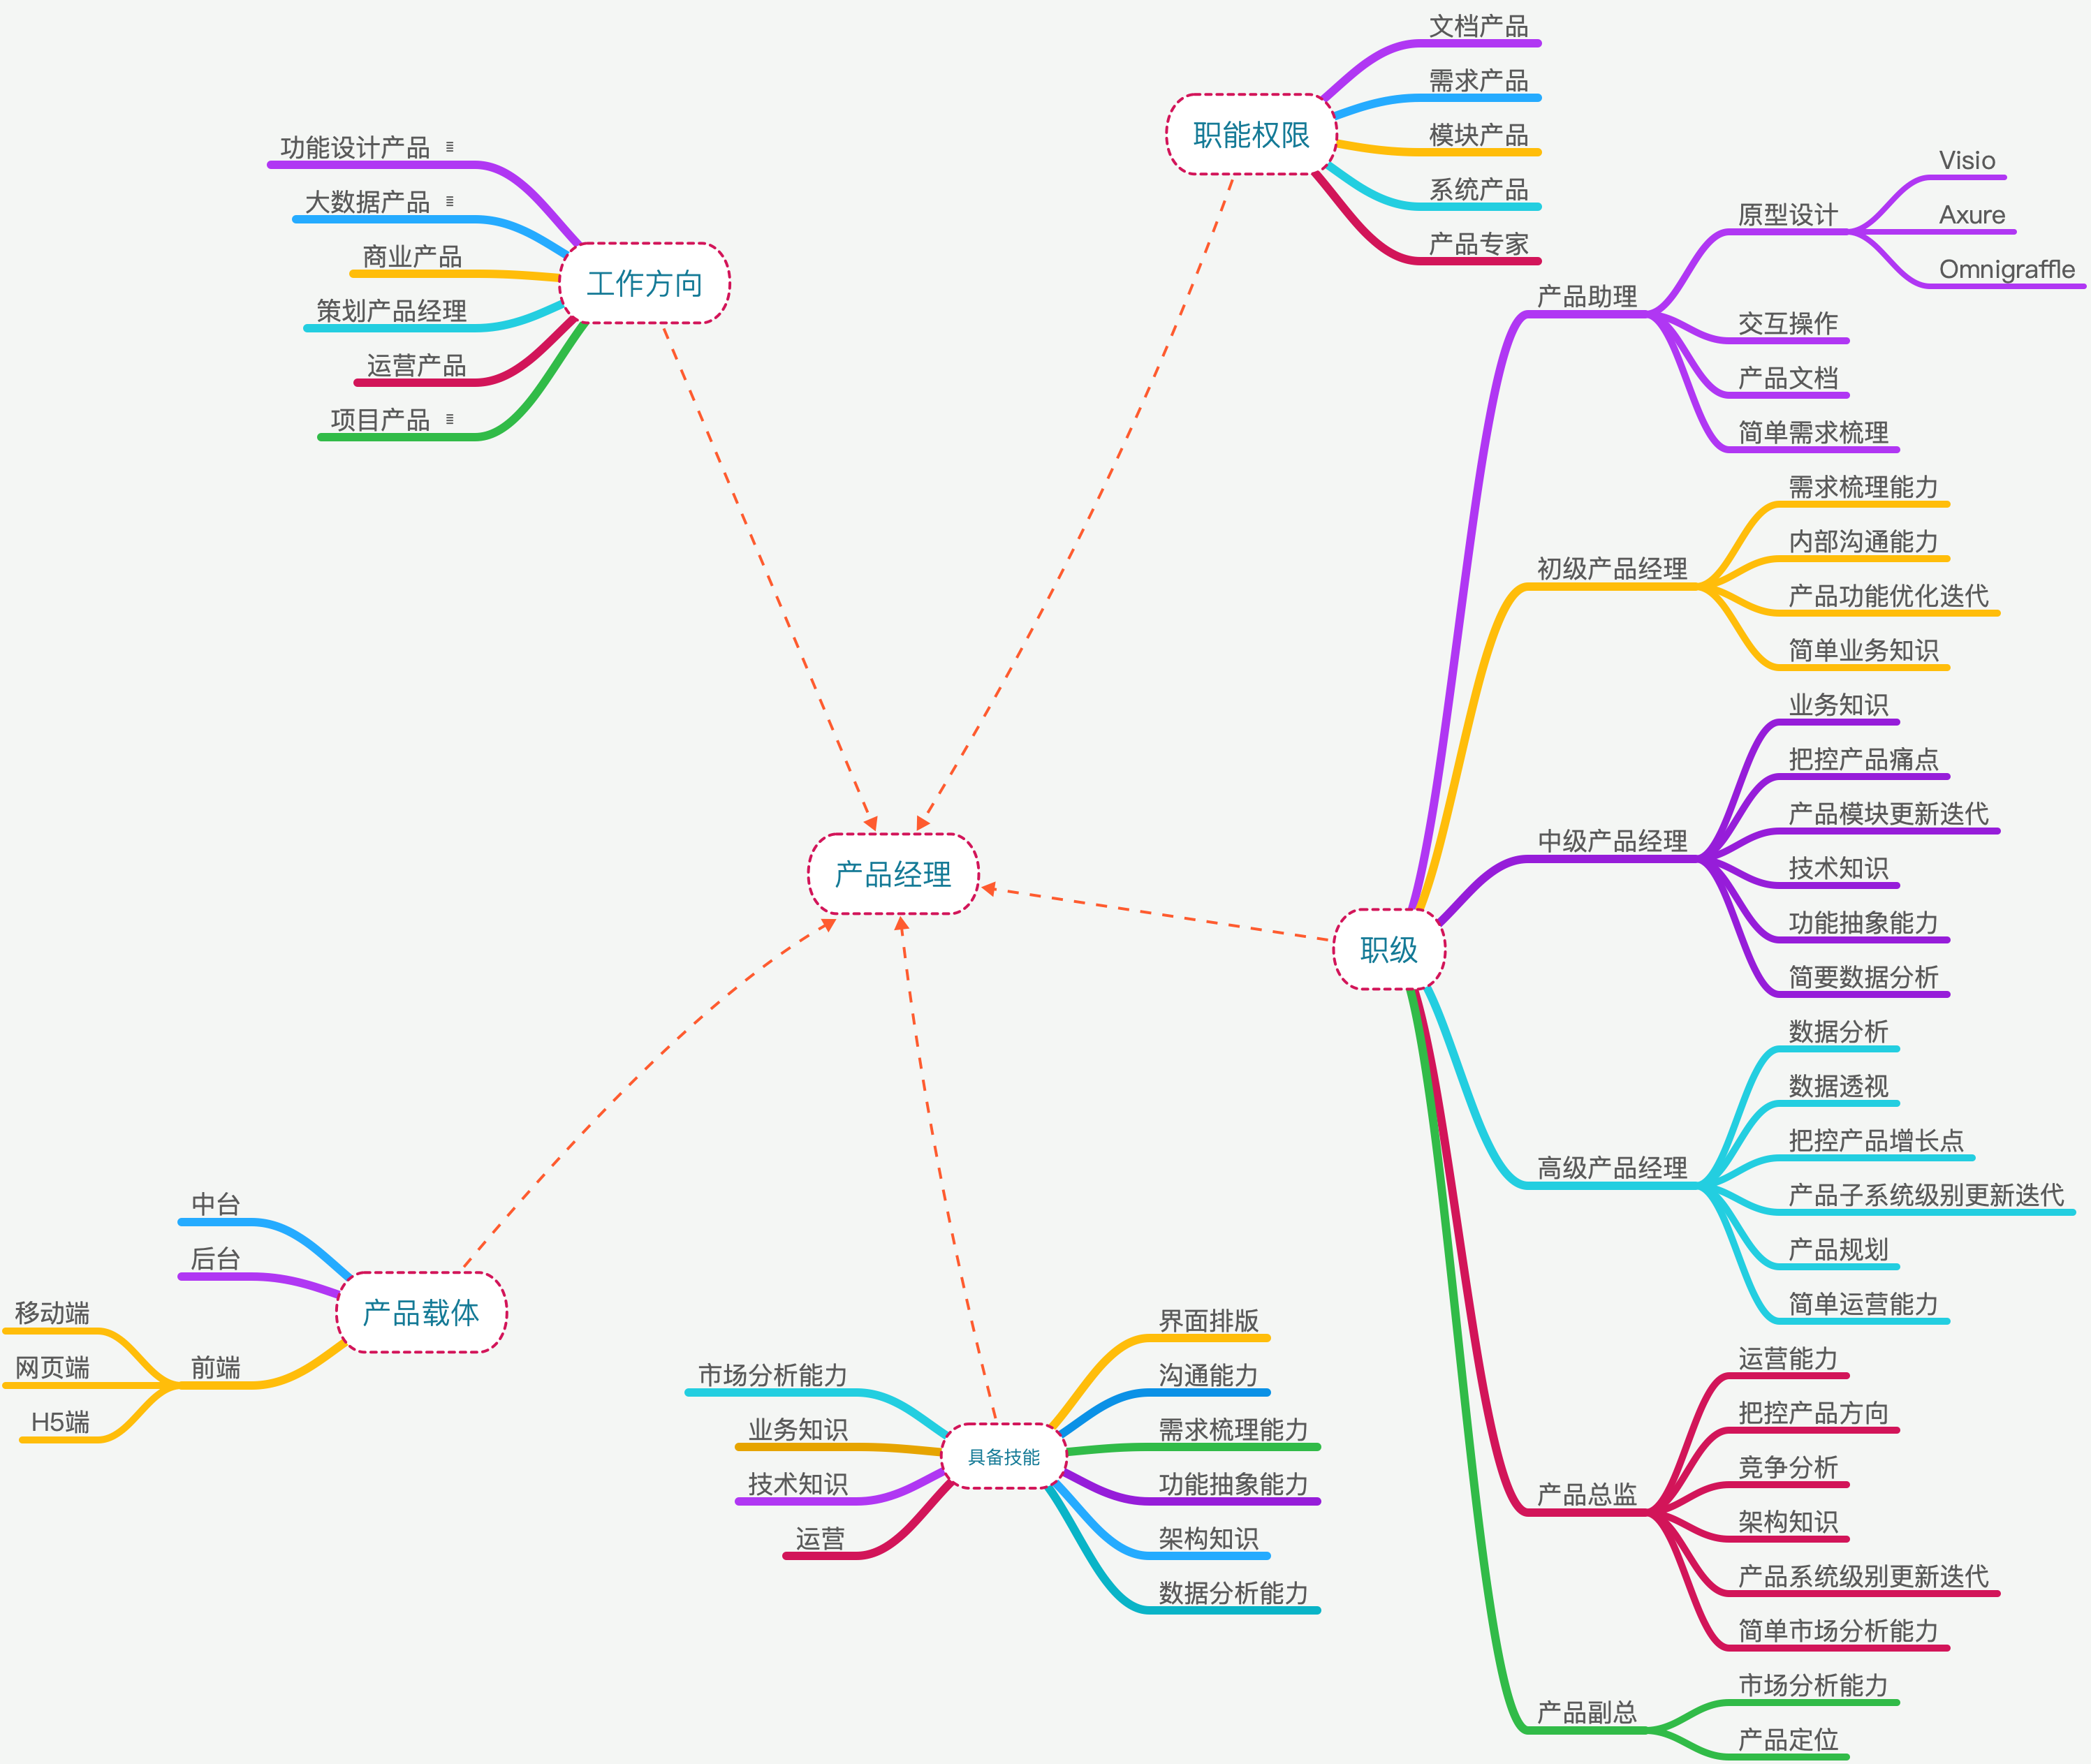 工作方向
功能设计产品
大数据产品
商业产品
策划产品经理
运营产品
项目产品
职能权限
文档产品
需求产品
模块产品
系统产品
产品专家
产品经理
职级
产品助理
原型设计
Visio
Axure
Omnigraffle
交互操作
产品文档
简单需求梳理
初级产品经理
需求梳理能力
内部沟通能力
产品功能优化迭代
简单业务知识
中级产品经理
业务知识
把控产品痛点
产品模块更新迭代
技术知识
功能抽象能力
简要数据分析
高级产品经理
数据分析
数据透视
把控产品增长点
产品子系统级别更新迭代
产品规划
简单运营能力
产品总监
运营能力
把控产品方向
竞争分析
架构知识
产品系统级别更新迭代
简单市场分析能力
产品副总
市场分析能力
产品定位
产品载体
中台
后台
前端
移动端
网页端
H5端
具备技能
市场分析能力
业务知识
技术知识
运营
界面排版
沟通能力
需求梳理能力
功能抽象能力
架构知识
数据分析能力